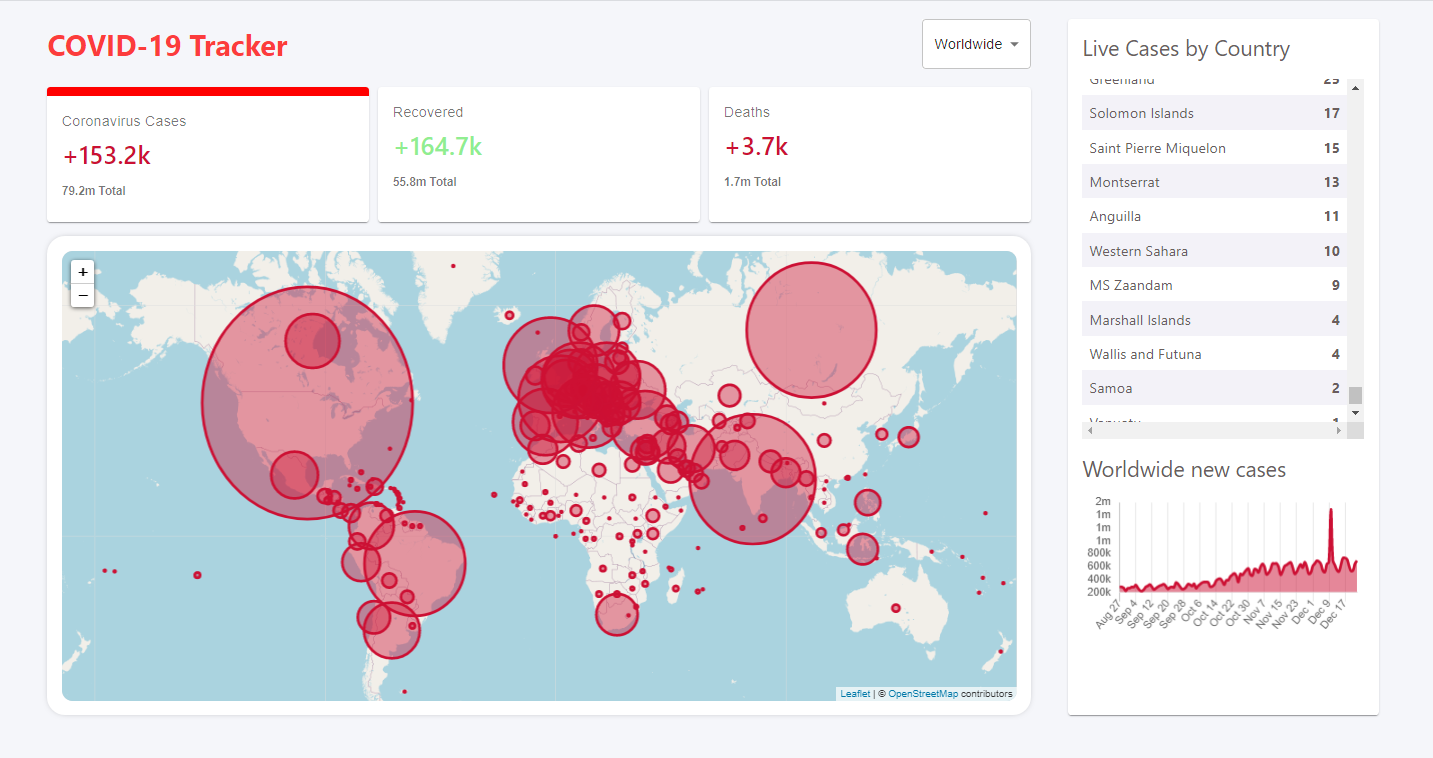 COVID-19 Tracker
Worldwide
Coronavirus Cases
+153.2k
79.2m Total
Recovered
+164.7k
55.8m Total
Deaths
+3.7k
1.7m Total
+
−
Leaflet | © OpenStreetMap contributors
Live Cases by Country
Greenland 25
Solomon Islands 17
Saint Pierre Miquelon 15
Montserrat 13
Anguilla 11
Western Sahara 10
MS Zaandam 9
Marshall Islands 4
Wallis and Futuna 4
Samoa 2
Vanuatu 1
Worldwide new cases
2m
1m
1m
1m
800k
600k
400k
200k
Aug 27
Sep 4
Sep 12
Sep 20
Sep 28
Oct 6
Oct 14
Oct 22
Oct 30
Nov 7
Nov 15
Nov 23
Dec 1
Dec 9
Dec 17